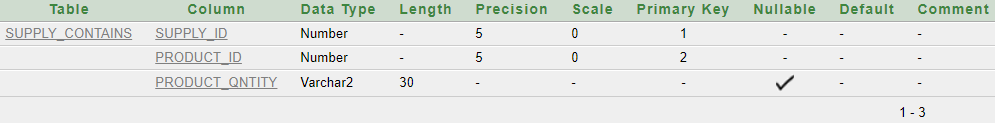 Table Column Data Type Length Precision Scale Primary Key Nullable Default Comment
SUPPLY_CONTAINS SUPPLY_ID Number - 5 0 1 - - -
PRODUCT_ID Number - 5 0 2 - - -
PRODUCT_QNTITY Varchar2 30 - - - ✓ - -
1 - 3